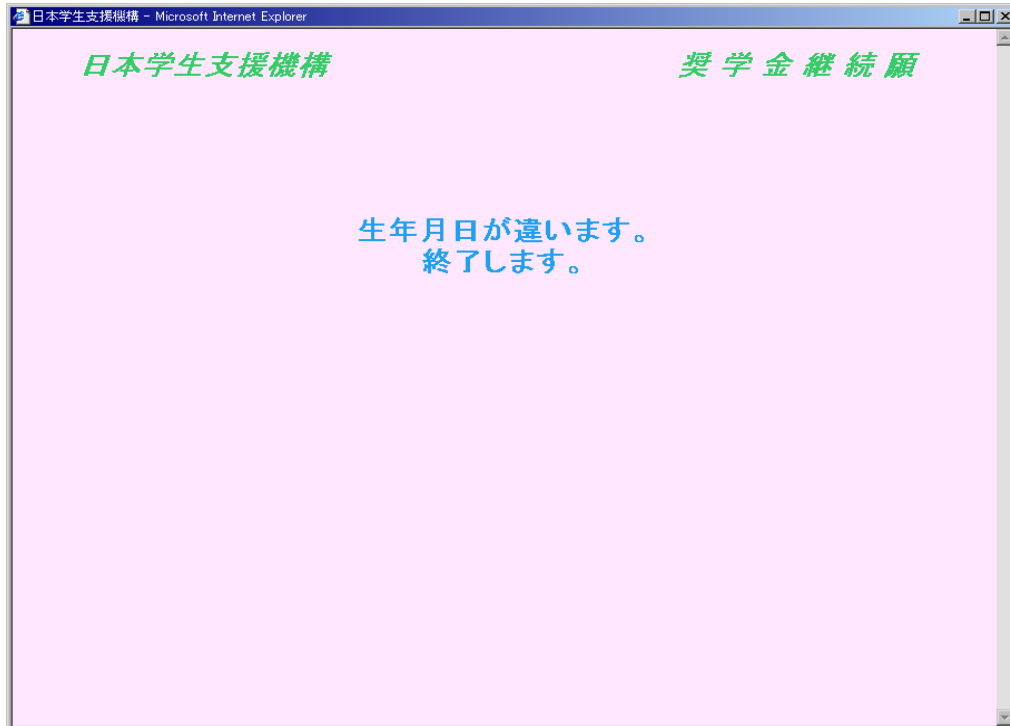 日本学生支援機構 - Microsoft Internet Explorer
日本学生支援機構 奨学金継続願
生年月日が違います。
終了します。